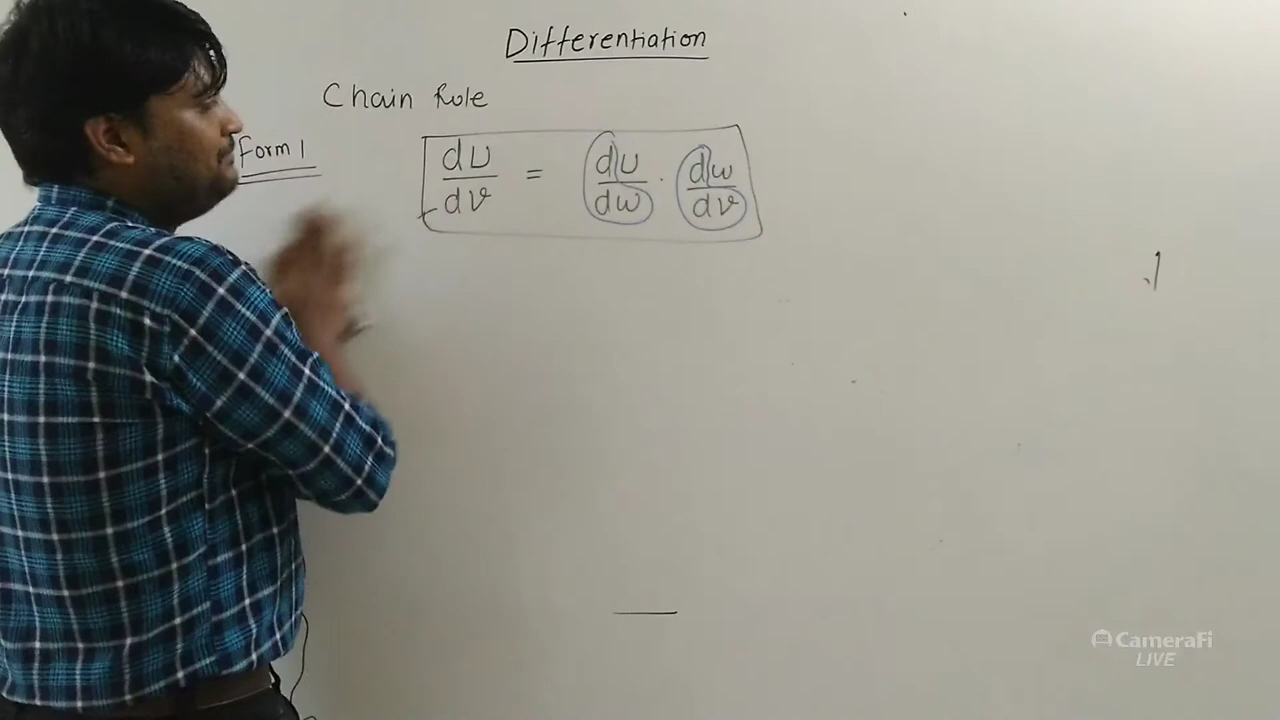 Differentiation
Chain Rule
Form 1
dU/dv = dU/dw · dw/dv
CameraFi
LIVE